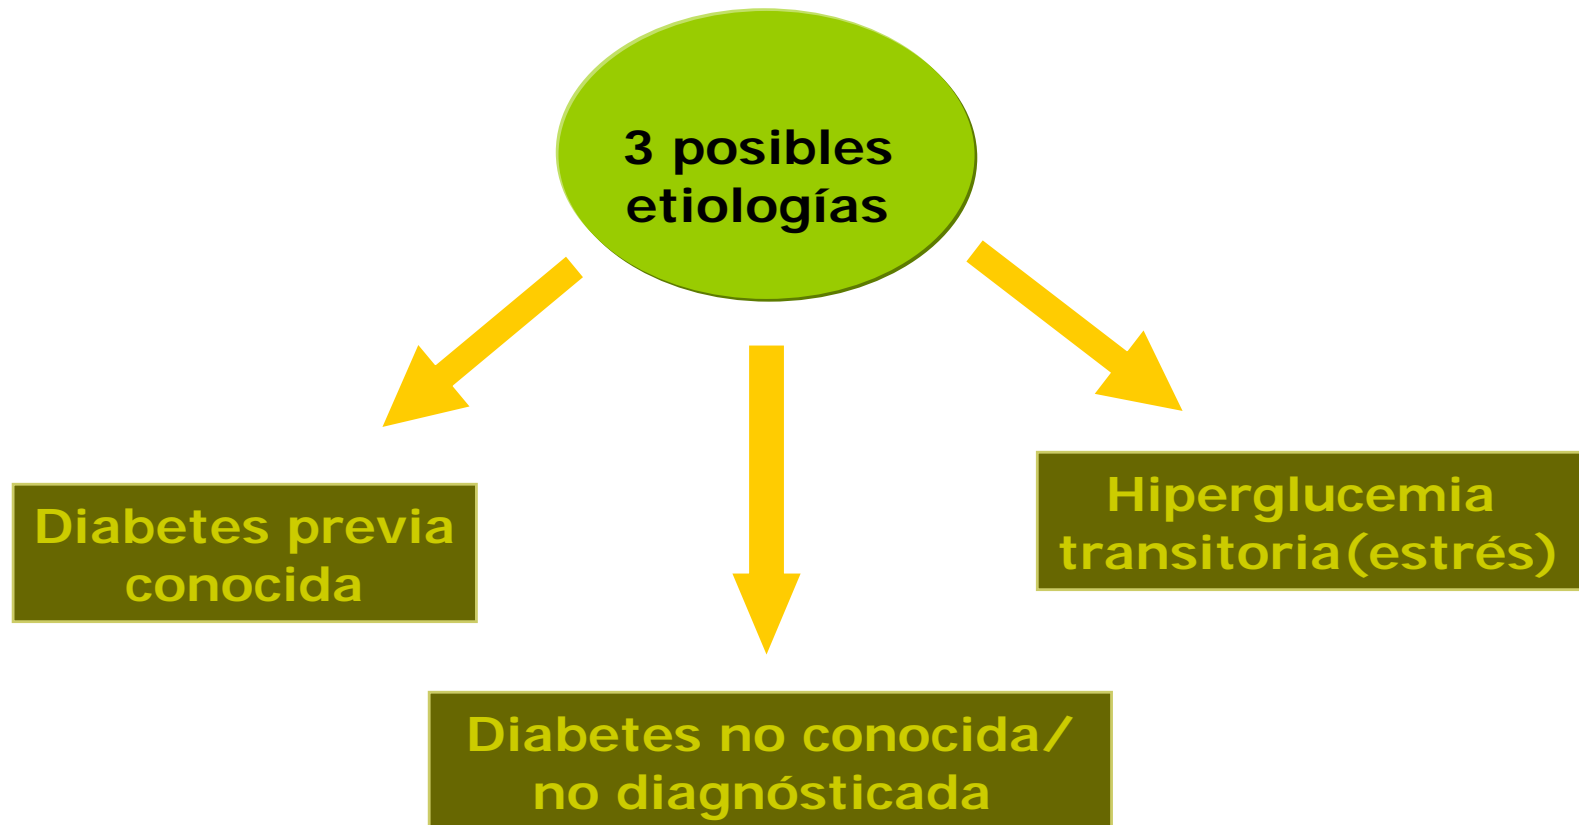 3 posibles
etiologías
Diabetes previa
conocida
Hiperglucemia
transitoria(estrés)
Diabetes no conocida/
no diagnósticada